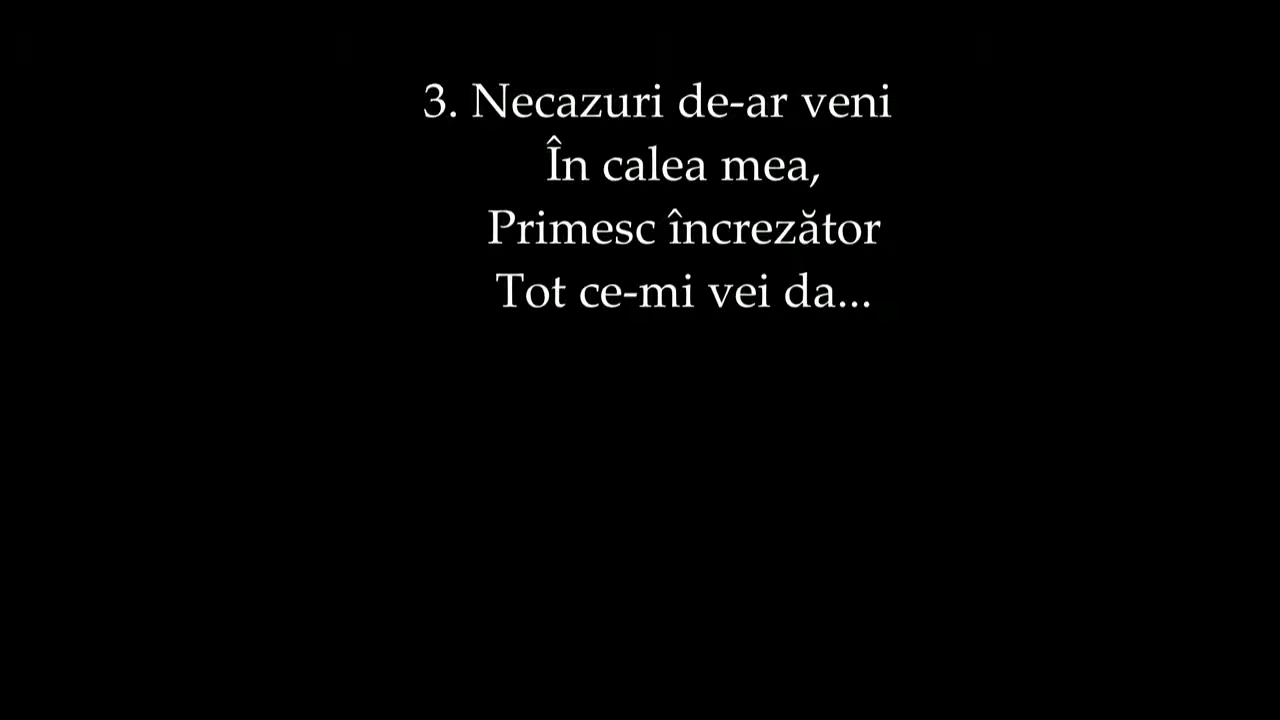 3. Necazuri de-ar veni
În calea mea,
Primesc încrezător
Tot ce-mi vei da...